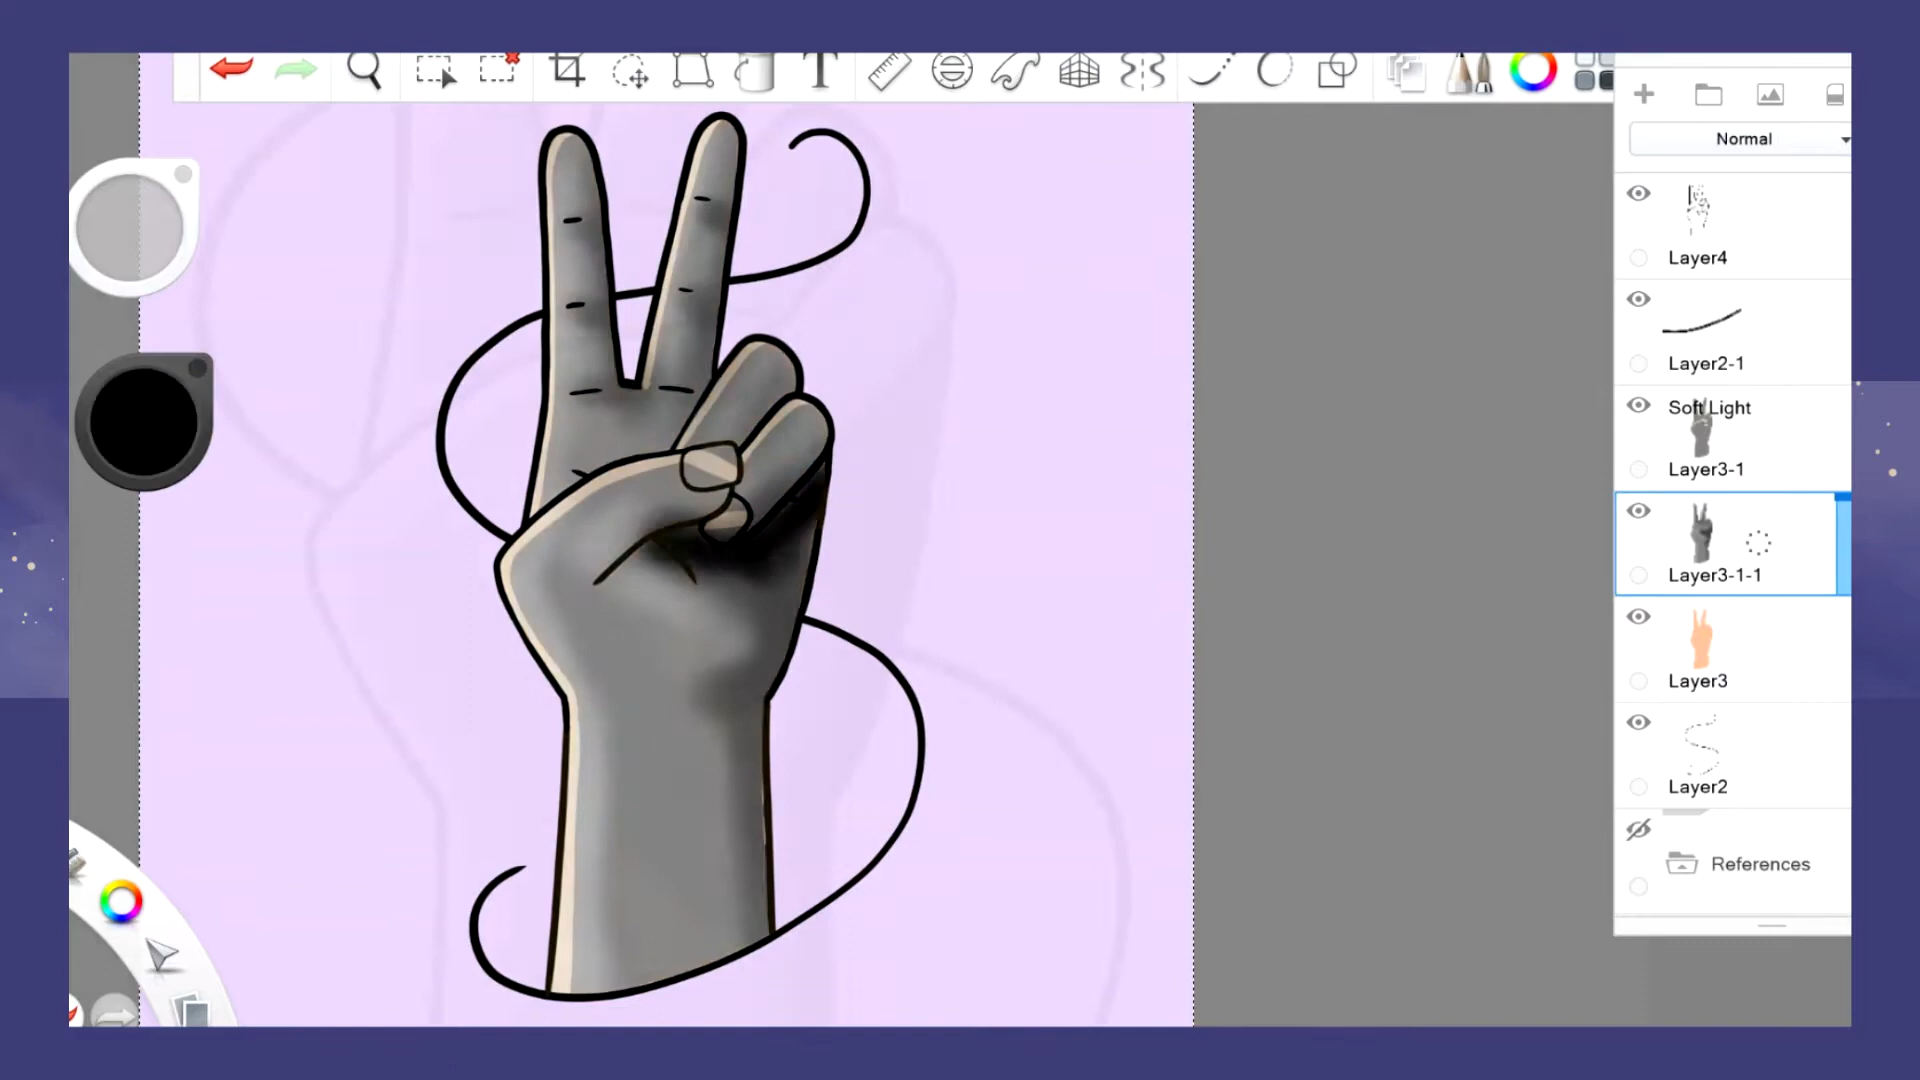 Normal
Layer4
Layer2-1
Soft Light
Layer3-1
Layer3-1-1
Layer3
Layer2
References